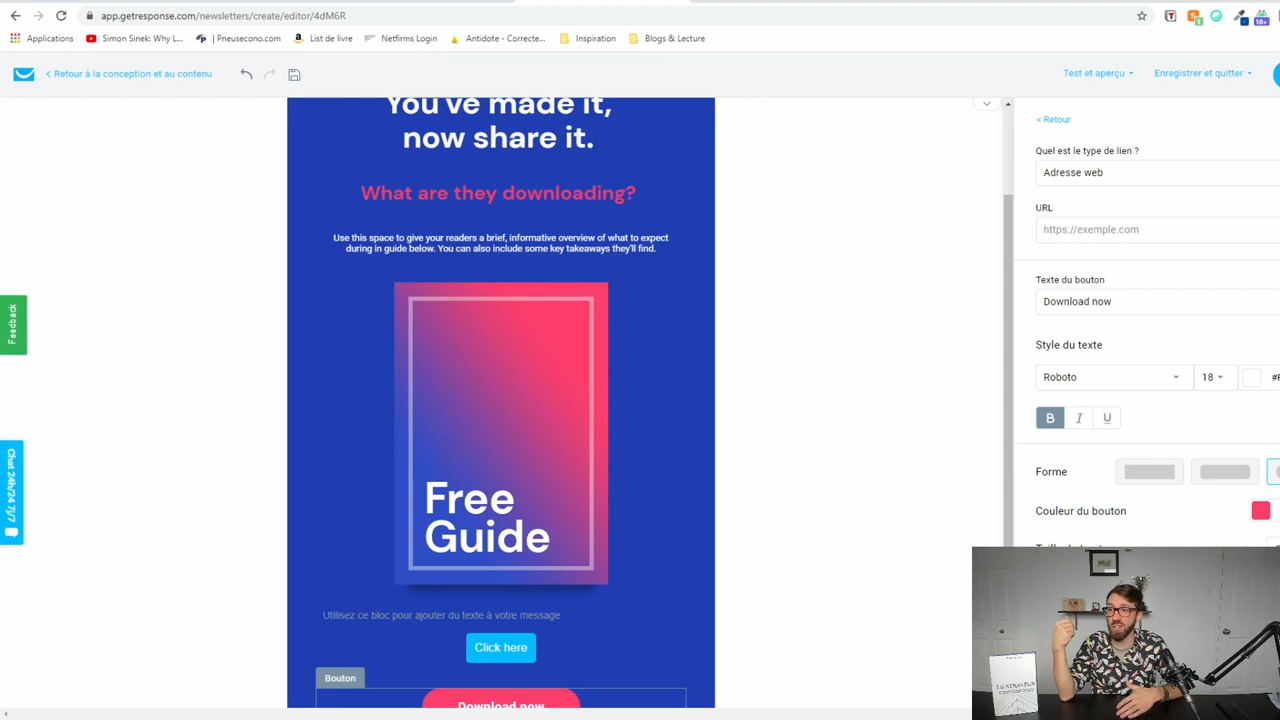 app.getresponse.com/newsletters/create/editor/4dM6R
Applications
Simon Sinek: Why L...
| Pneusecono.com
List de livre
Netfirms Login
Antidote - Correcte...
Inspiration
Blogs & Lecture
10+
< Retour à la conception et au contenu
Test et aperçu
Enregistrer et quitter
You've made it,
now share it.
What are they downloading?
Use this space to give your readers a brief, informative overview of what to expect
during in guide below. You can also include some key takeaways they'll find.
Free
Guide
Utilisez ce bloc pour ajouter du texte à votre message
Click here
Bouton
Download now
Feedback
Chat 24h/24 7j/7
< Retour
Quel est le type de lien ?
Adresse web
URL
https://exemple.com
Texte du bouton
Download now
Style du texte
Roboto
18
B
I
U
Forme
Couleur du bouton